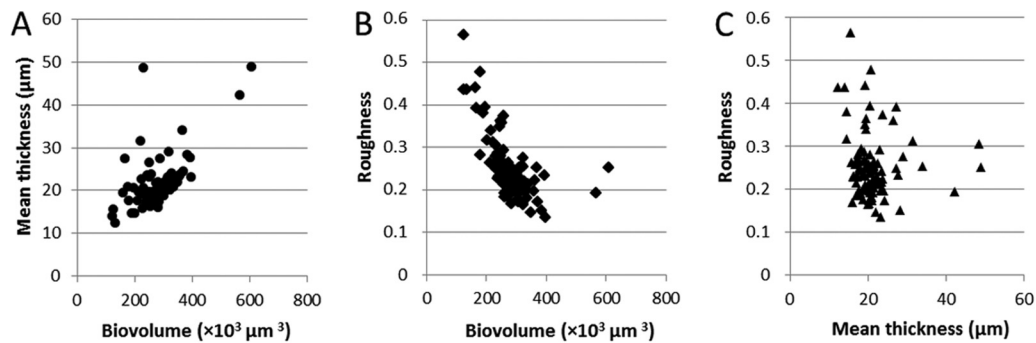 A
Mean thickness (µm)
60
50
40
30
20
10
0
0 200 400 600 800
Biovolume (×10³ µm ³)
B
Roughness
0.6
0.5
0.4
0.3
0.2
0.1
0
0 200 400 600 800
Biovolume (×10³ µm ³)
C
Roughness
0.6
0.5
0.4
0.3
0.2
0.1
0
0 20 40 60
Mean thickness (µm)